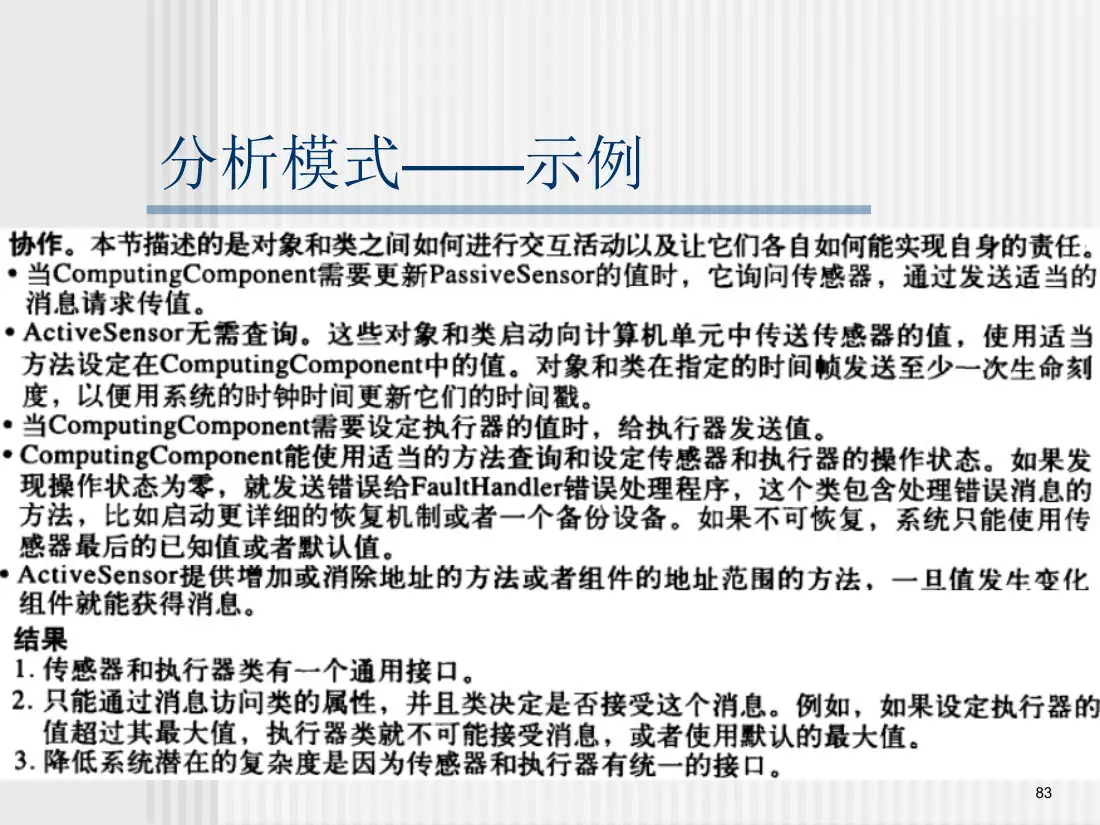 分析模式——示例
协作。本节描述的是对象和类之间如何进行交互活动以及让它们各自如何能实现自身的责任。
• 当ComputingComponent需要更新PassiveSensor的值时，它询问传感器，通过发送适当的
消息请求传值。
• ActiveSensor无需查询。这些对象和类启动向计算机单元中传送传感器的值，使用适当
方法设定在ComputingComponent中的值。对象和类在指定的时间帧发送至少一次生命刻
度，以便用系统的时钟时间更新它们的时间戳。
• 当ComputingComponent需要设定执行器的值时，给执行器发送值。
• ComputingComponent能使用适当的方法查询和设定传感器和执行器的操作状态。如果发
现操作状态为零，就发送错误给FaultHandler错误处理程序，这个类包含处理错误消息的
方法，比如启动更详细的恢复机制或者一个备份设备。如果不可恢复，系统只能使用传
感器最后的已知值或者默认值。
• ActiveSensor提供增加或消除地址的方法或者组件的地址范围的方法，一旦值发生变化
组件就能获得消息。
结果
1. 传感器和执行器类有一个通用接口。
2. 只能通过消息访问类的属性，并且类决定是否接受这个消息。例如，如果设定执行器的
值超过其最大值，执行器类就不可能接受消息，或者使用默认的最大值。
3. 降低系统潜在的复杂度是因为传感器和执行器有统一的接口。
83